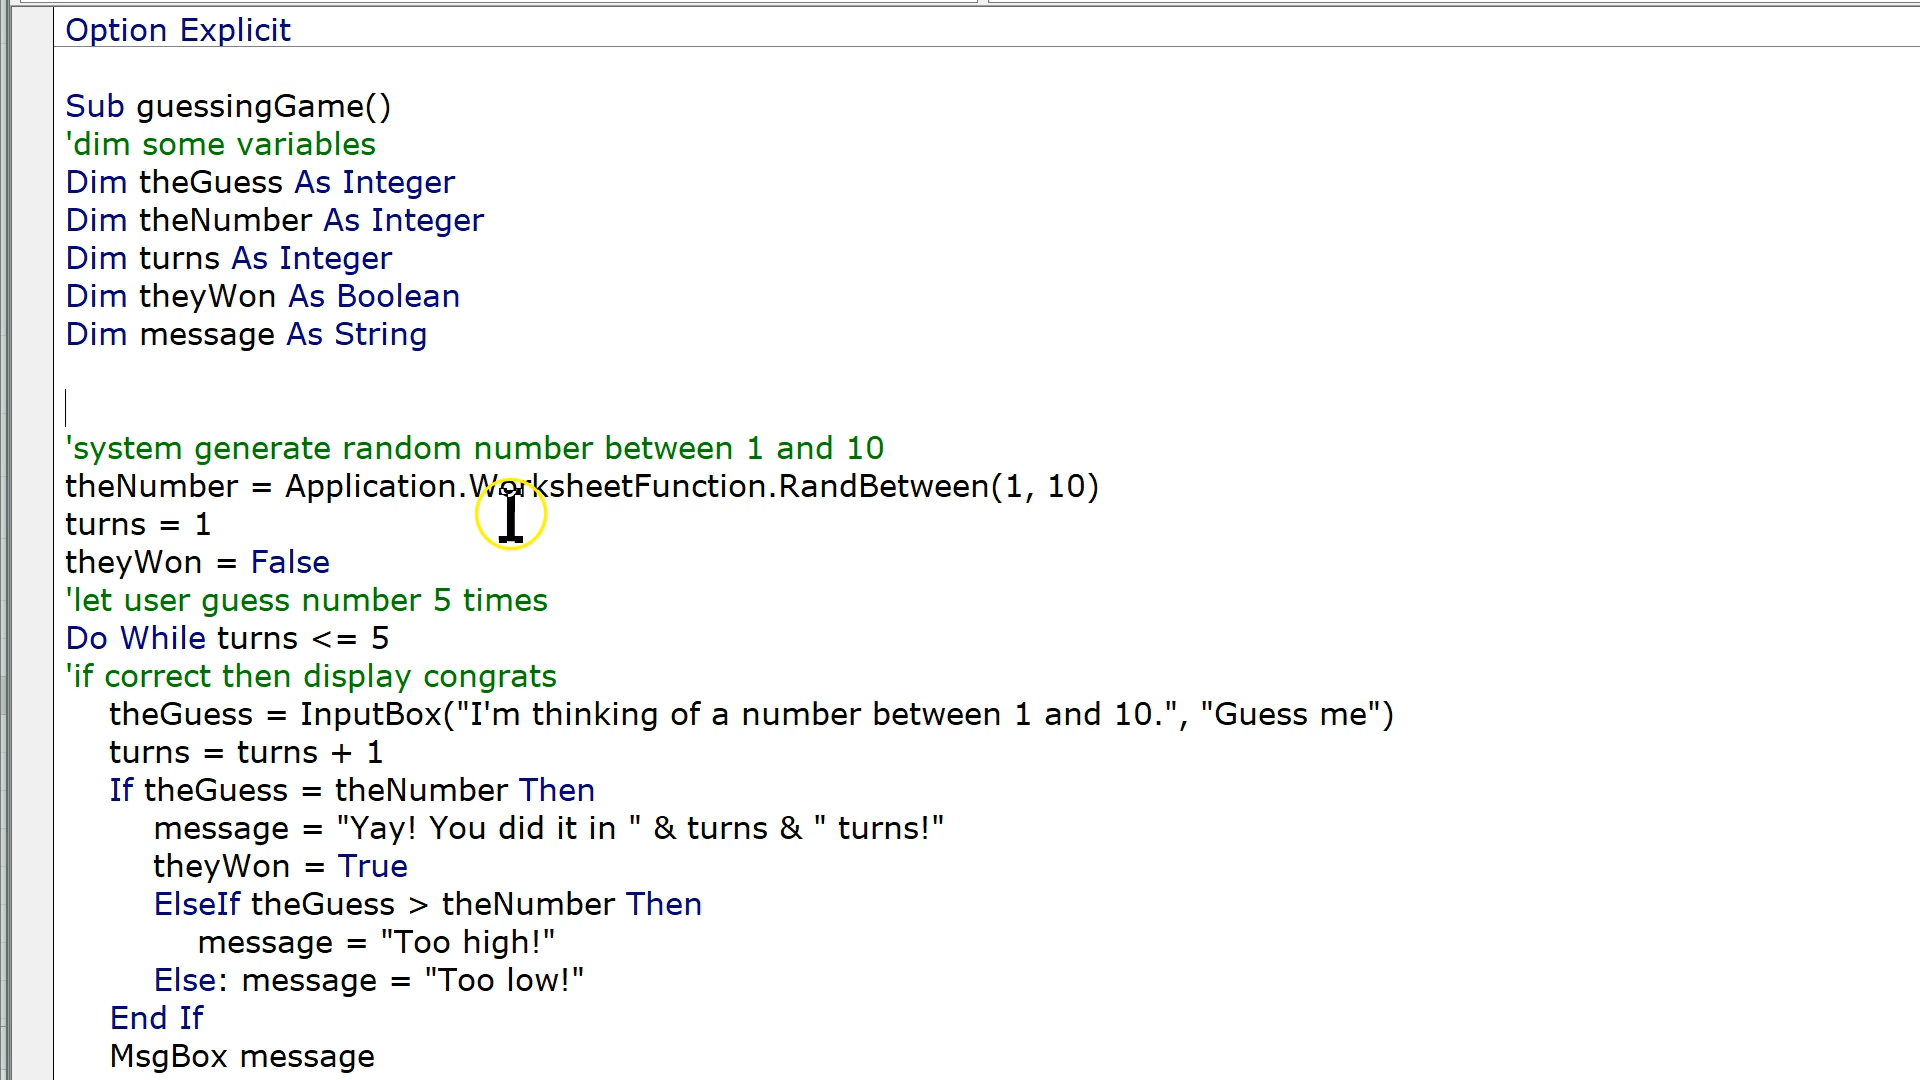 Option Explicit
Sub guessingGame()
'dim some variables
Dim theGuess As Integer
Dim theNumber As Integer
Dim turns As Integer
Dim theyWon As Boolean
Dim message As String
'system generate random number between 1 and 10
theNumber = Application.WorksheetFunction.RandBetween(1, 10)
turns = 1
theyWon = False
'let user guess number 5 times
Do While turns <= 5
'if correct then display congrats
theGuess = InputBox("I'm thinking of a number between 1 and 10.", "Guess me")
turns = turns + 1
If theGuess = theNumber Then
message = "Yay! You did it in " & turns & " turns!"
theyWon = True
ElseIf theGuess > theNumber Then
message = "Too high!"
Else: message = "Too low!"
End If
MsgBox message